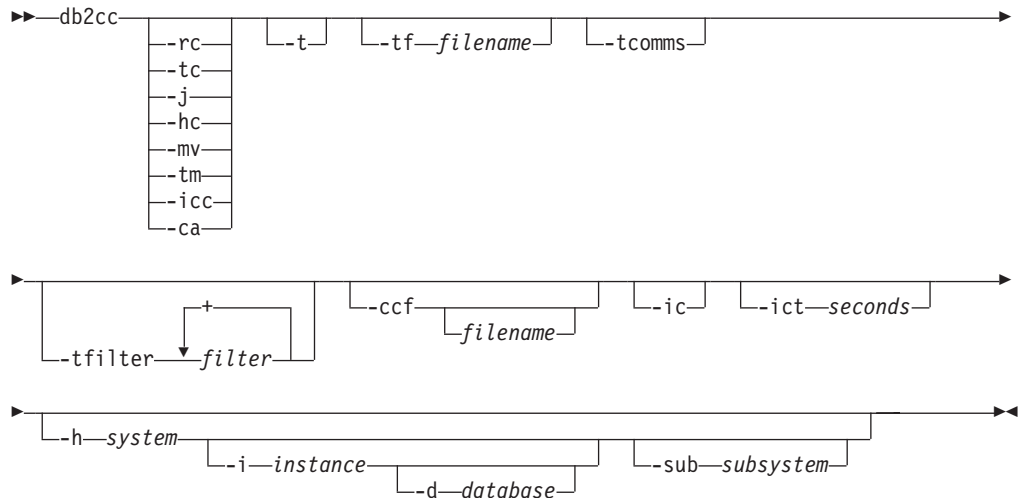 db2cc
-rc -t -tf filename -tcomms
-tc
-j
-hc
-mv
-tm
-icc
-ca
+ -ccf -ic -ict seconds
filename
-tfilter filter
-h system
-i instance -sub subsystem
-d database